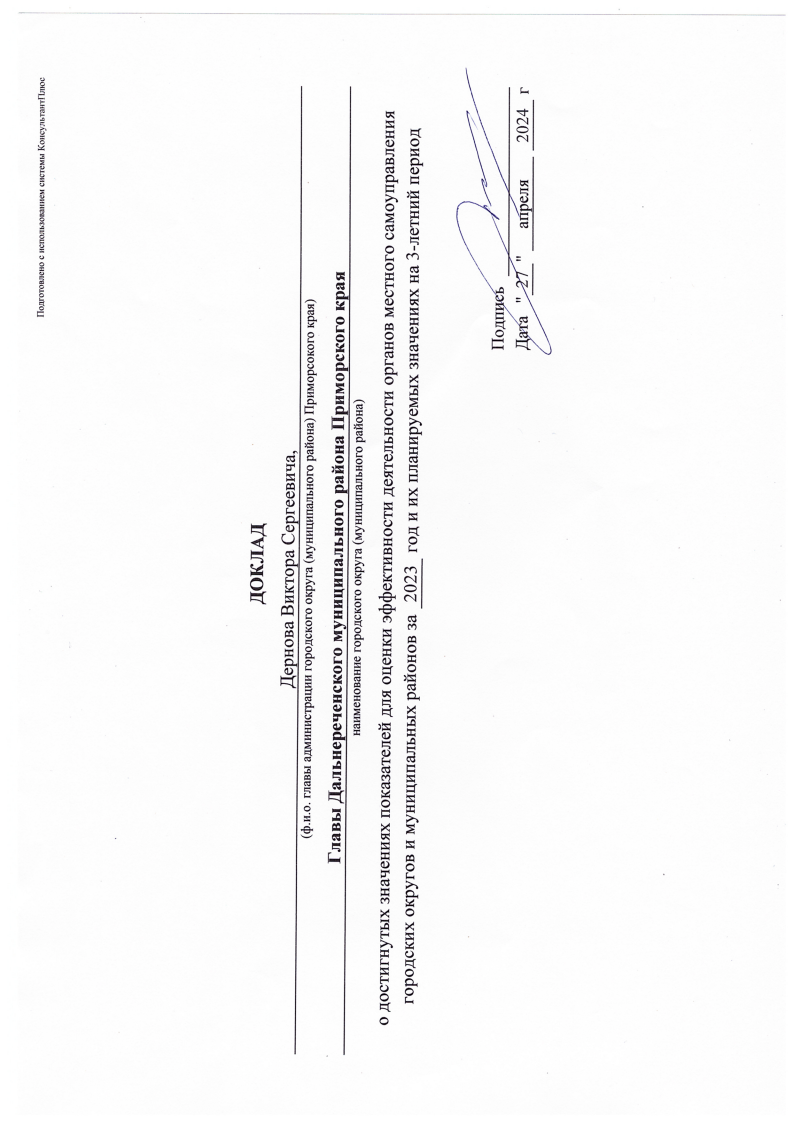 Подготовлено с использованием системы КонсультантПлюс
ДОКЛАД
Дернова Виктора Сергеевича,
(ф.и.о. главы администрации городского округа (муниципального района) Приморсокого края)
Главы Дальнереченского муниципального района Приморского края
наименование городского округа (муниципального района)
о достигнутых значениях показателей для оценки эффективности деятельности органов местного самоуправления
городских округов и муниципальных районов за 2023 год и их планируемых значениях на 3-летний период
Подпись
Дата " 27 " апреля 2024 г